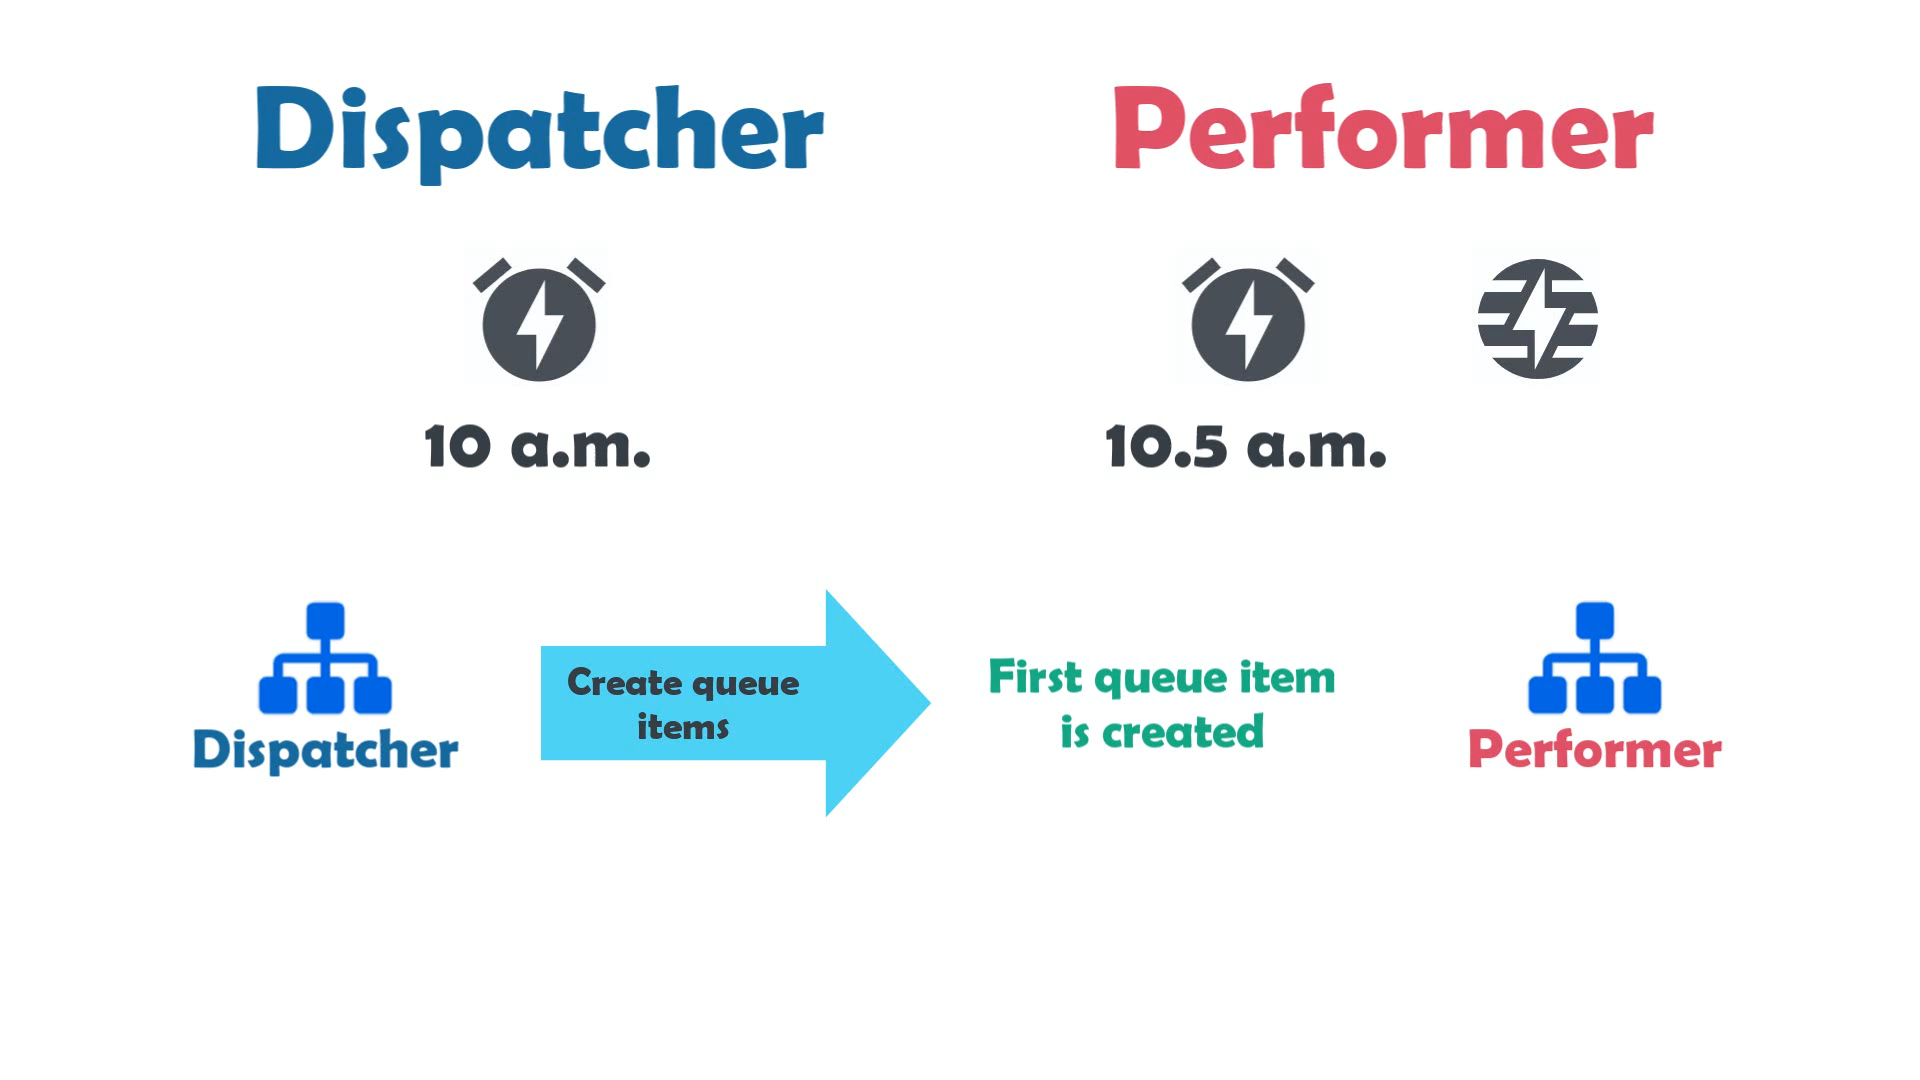 Dispatcher
Performer
10 a.m.
10.5 a.m.
Create queue
items
First queue item
is created
Dispatcher
Performer